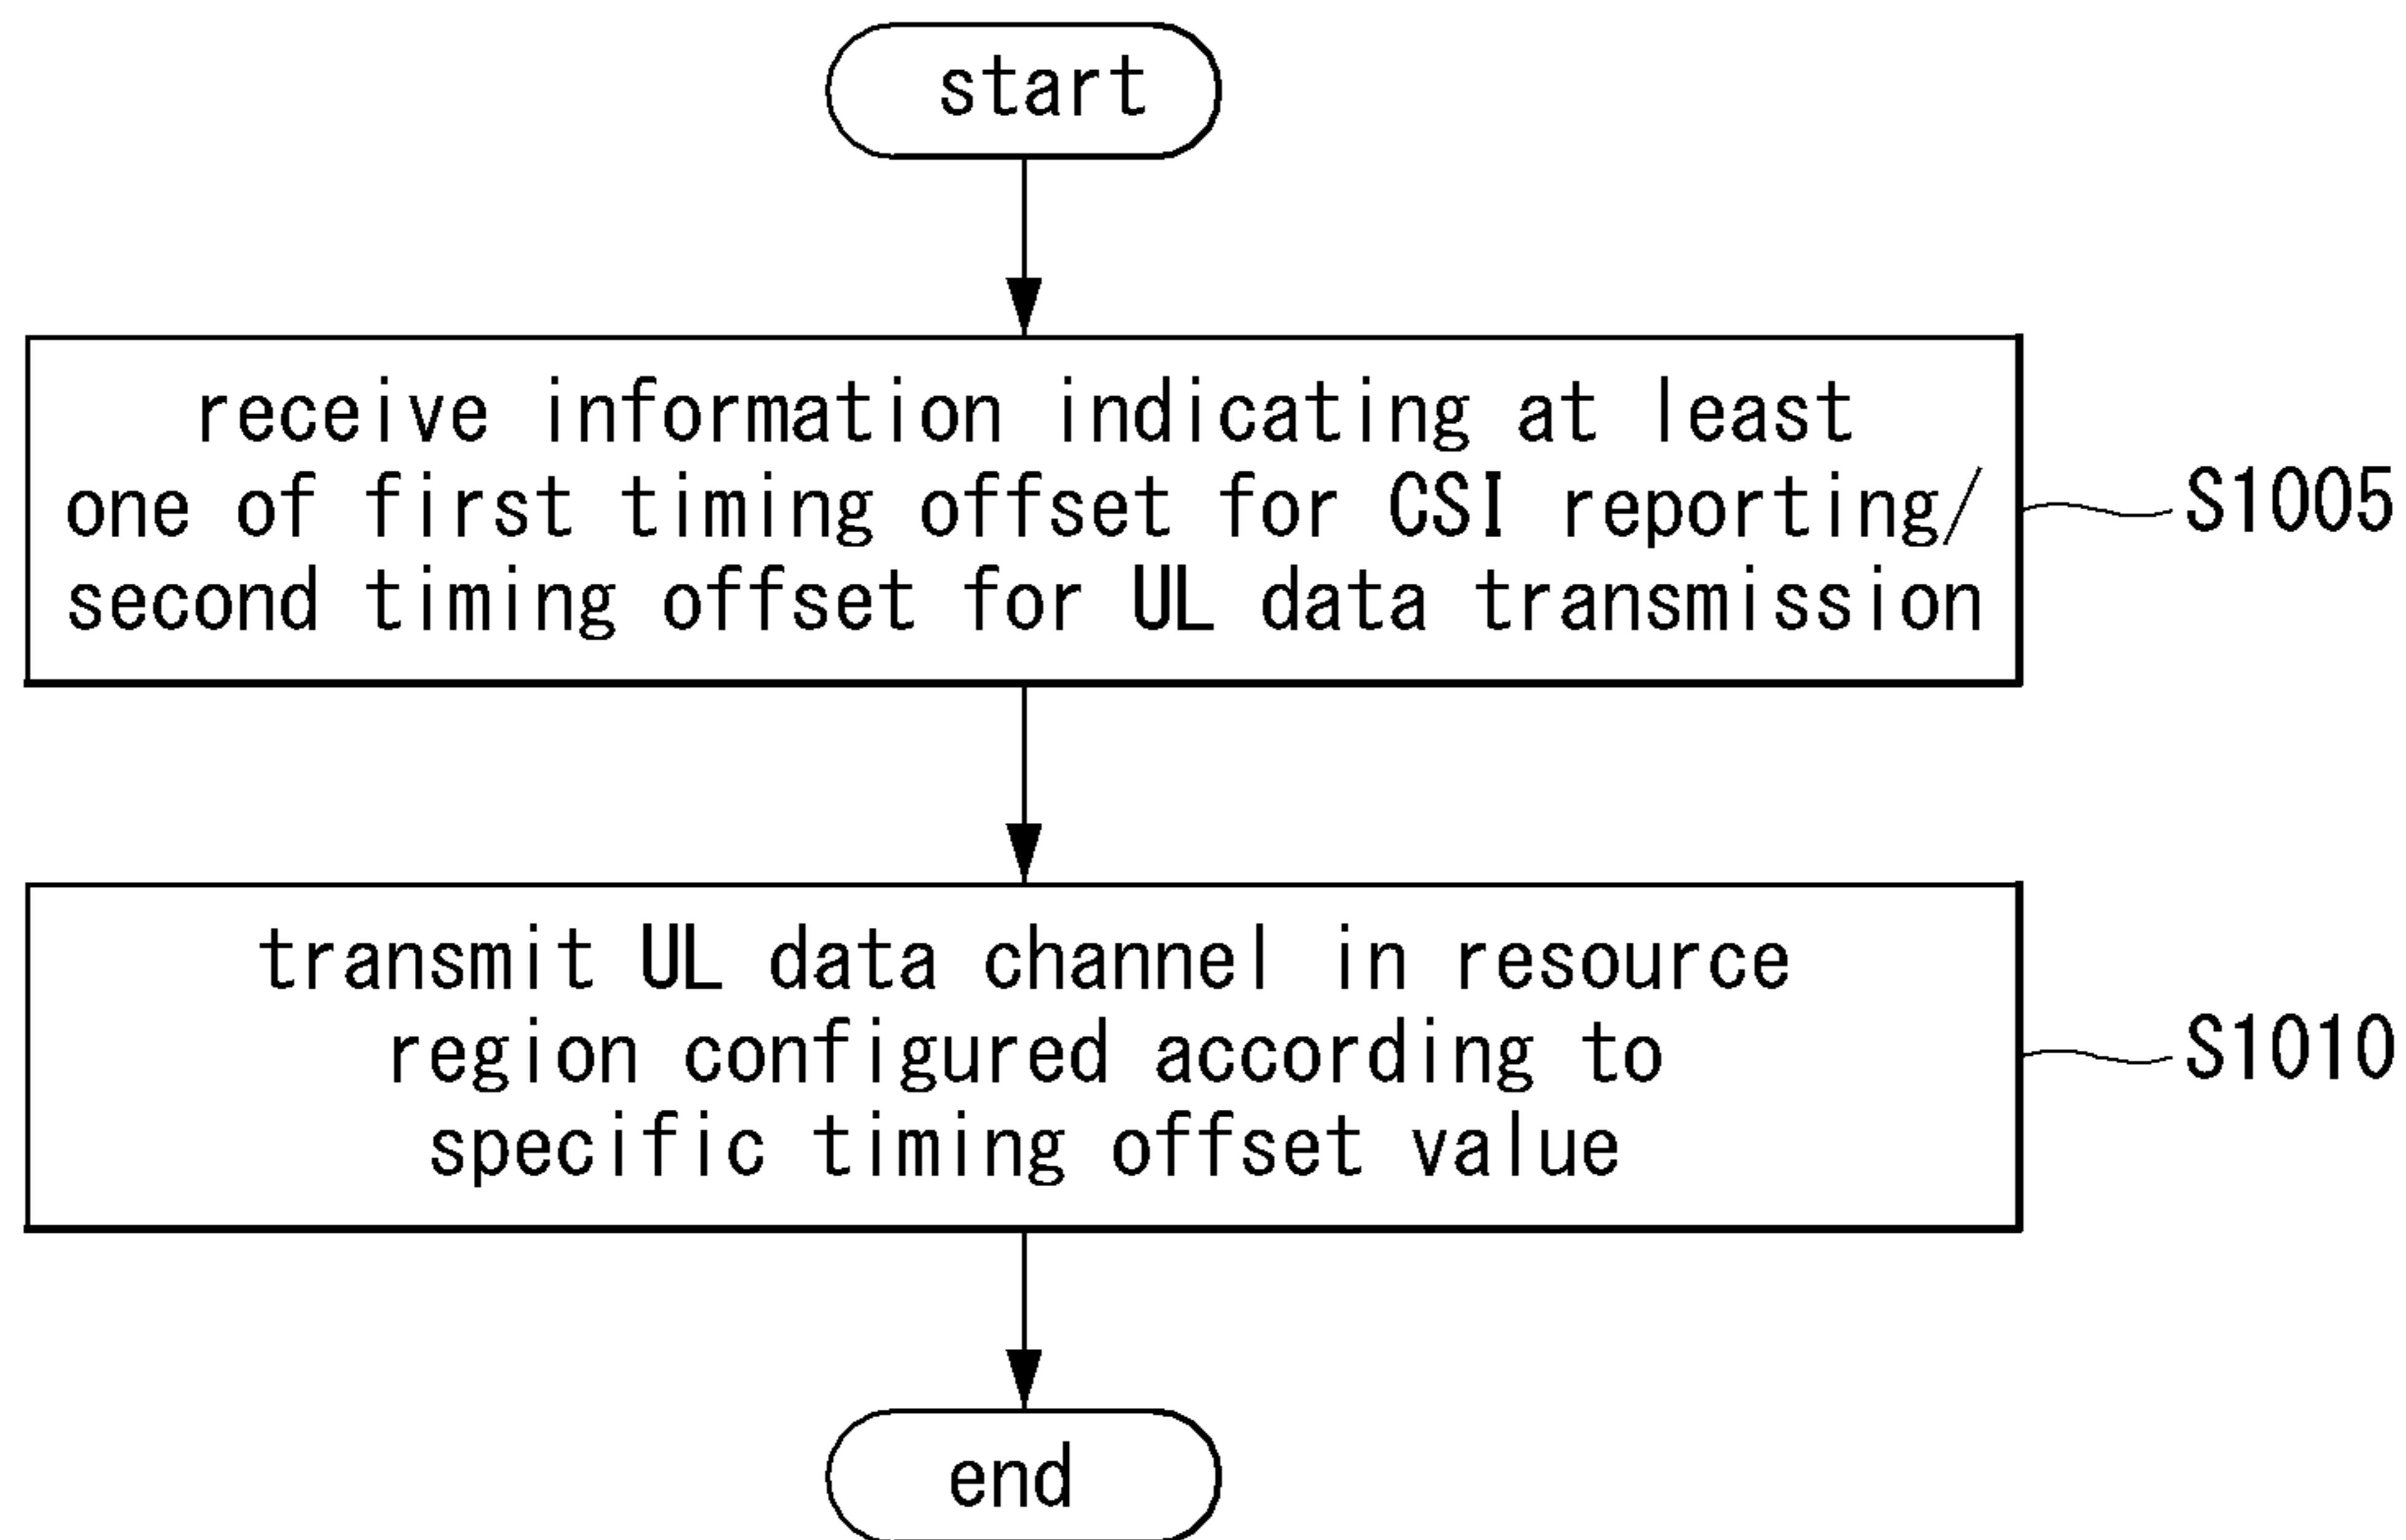 start
receive information indicating at least
one of first timing offset for CSI reporting/
second timing offset for UL data transmission
S1005
transmit UL data channel in resource
region configured according to
specific timing offset value
S1010
end